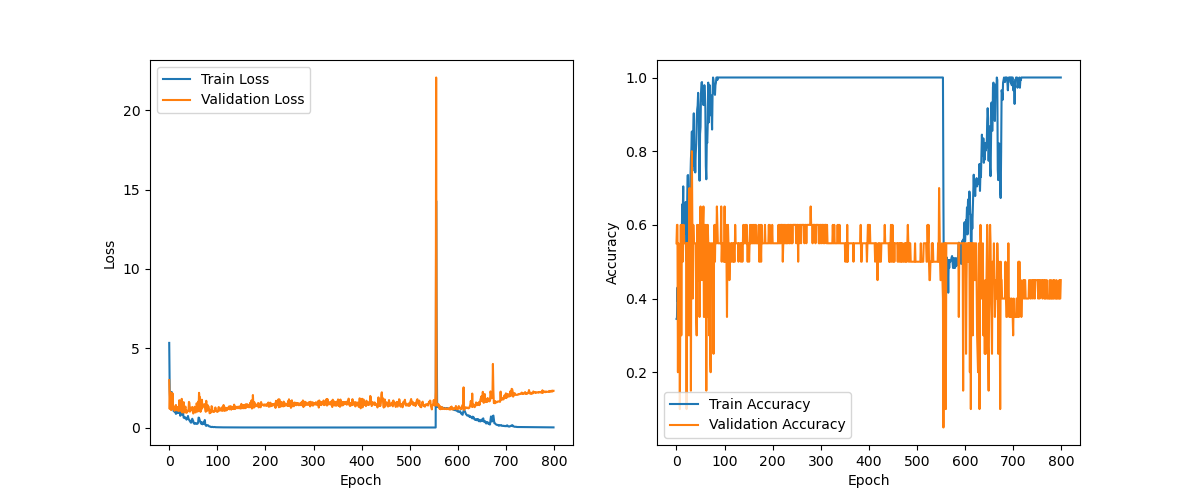 Train Loss
Validation Loss
20
15
10
5
0
Loss
0 100 200 300 400 500 600 700 800
Epoch
1.0
0.8
0.6
0.4
0.2
Accuracy
Train Accuracy
Validation Accuracy
0 100 200 300 400 500 600 700 800
Epoch